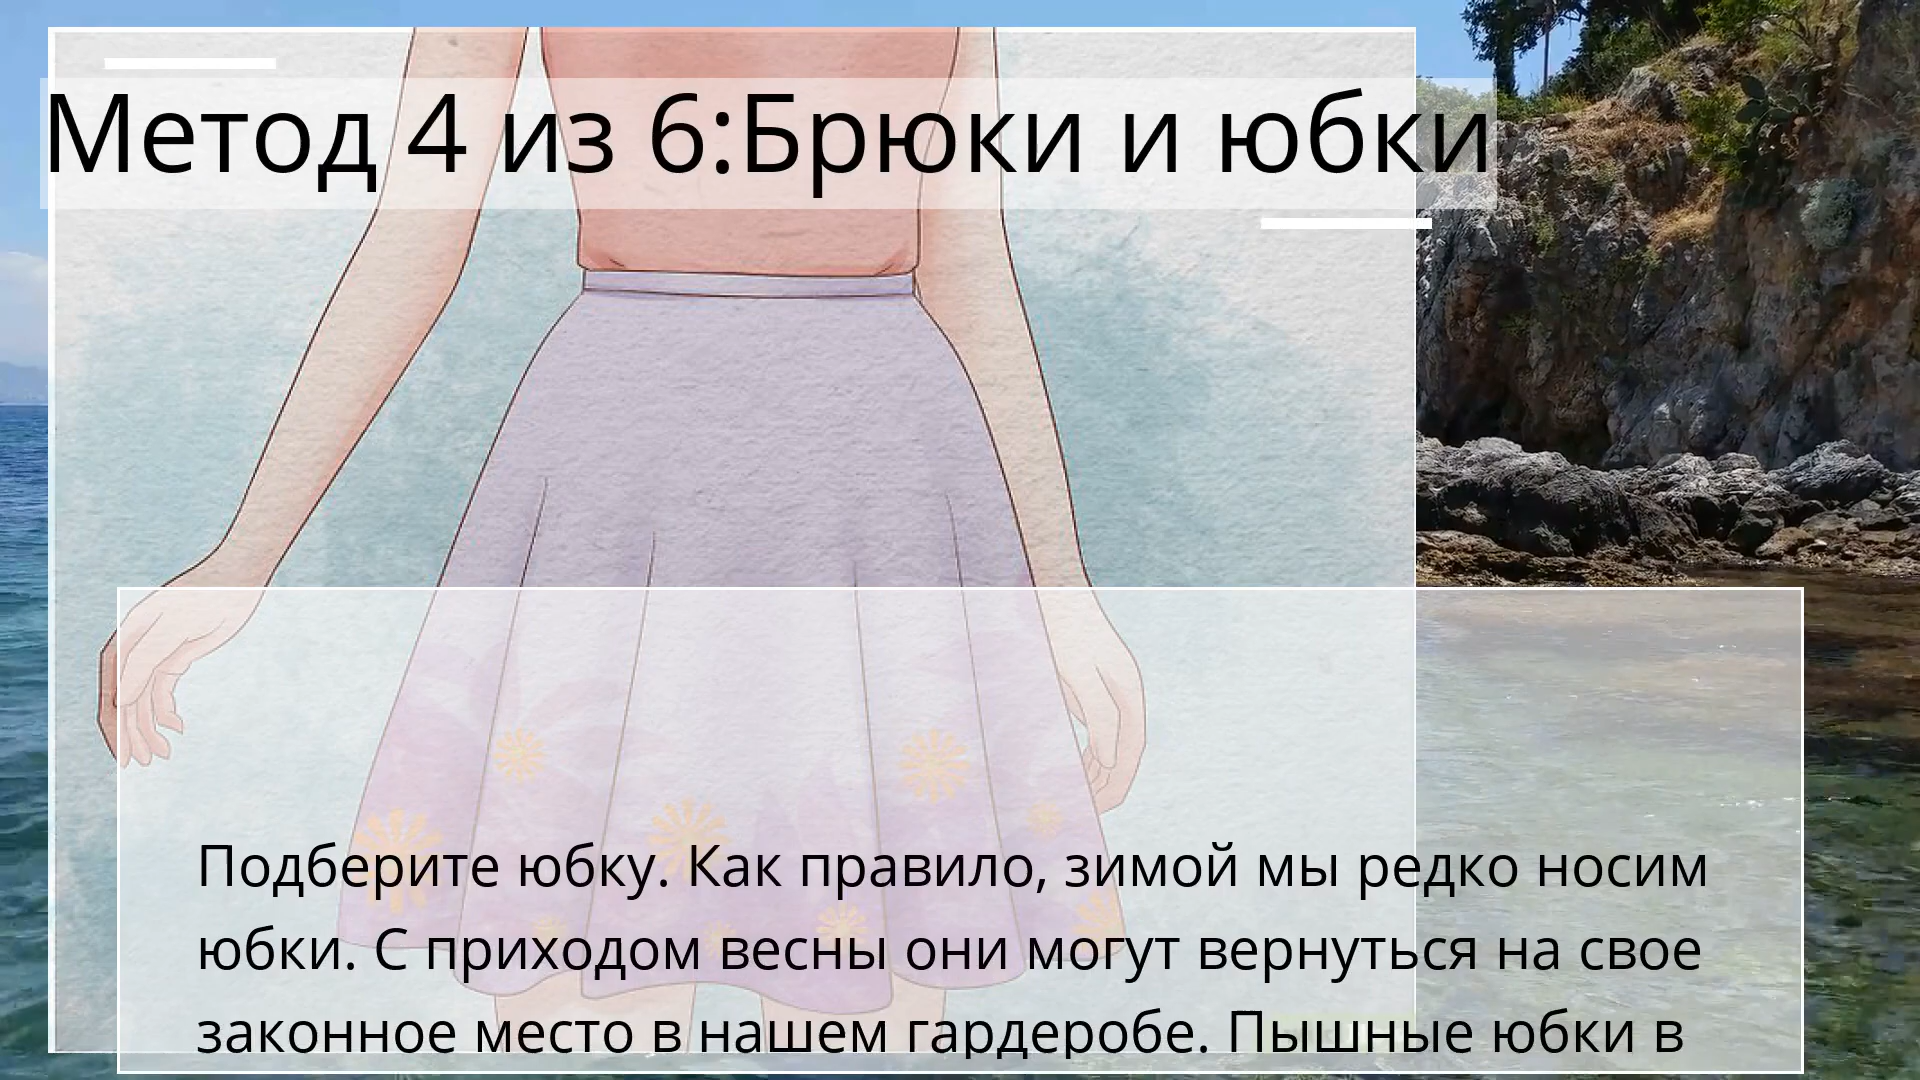 Метод 4 из 6:Брюки и юбки
Подберите юбку. Как правило, зимой мы редко носим
юбки. С приходом весны они могут вернуться на свое
законное место в нашем гардеробе. Пышные юбки в